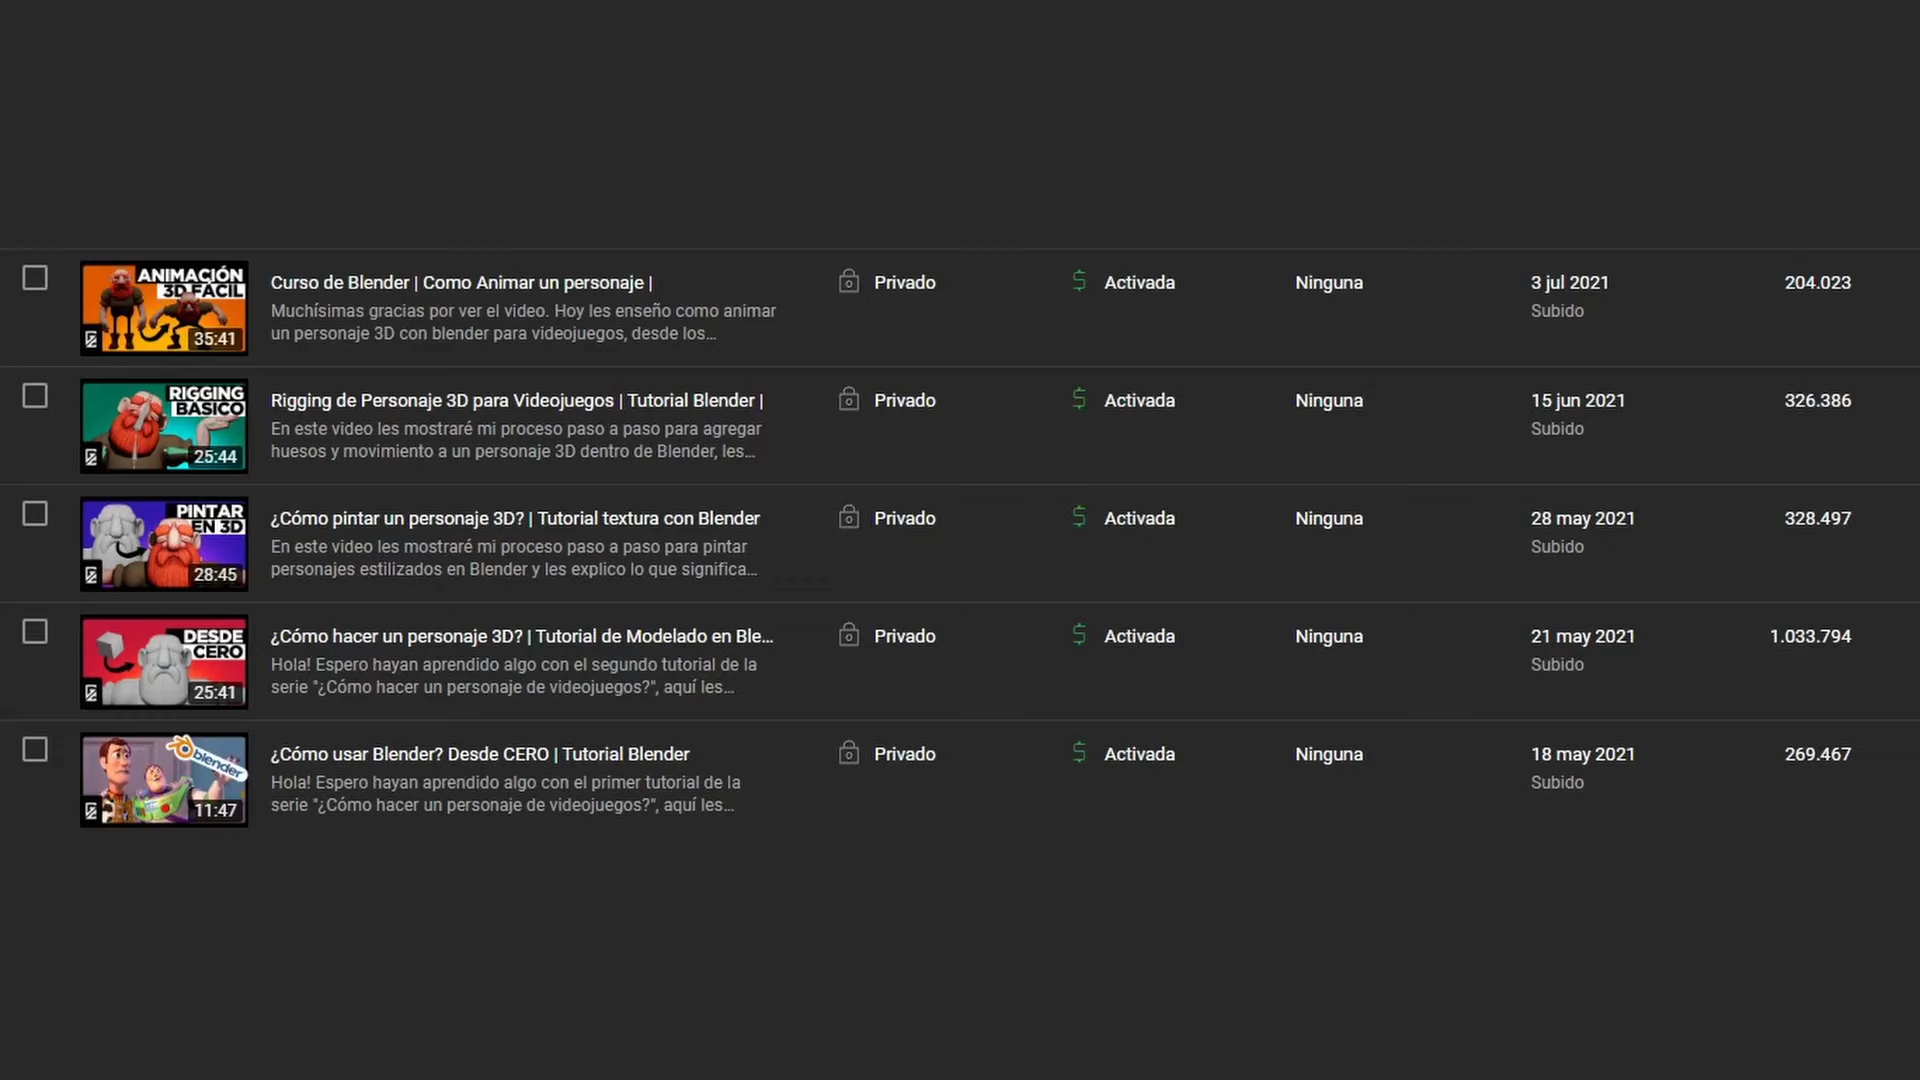 ANIMACIÓN
3D FÁCIL
35:41
Curso de Blender | Como Animar un personaje |
Muchísimas gracias por ver el video. Hoy les enseño como animar
un personaje 3D con blender para videojuegos, desde los...
Privado
Activada
Ninguna
3 jul 2021
Subido
204.023
RIGGING
BÁSICO
25:44
Rigging de Personaje 3D para Videojuegos | Tutorial Blender |
En este video les mostraré mi proceso paso a paso para agregar
huesos y movimiento a un personaje 3D dentro de Blender, les...
Privado
Activada
Ninguna
15 jun 2021
Subido
326.386
PINTAR
EN 3D
28:45
¿Cómo pintar un personaje 3D? | Tutorial textura con Blender
En este video les mostraré mi proceso paso a paso para pintar
personajes estilizados en Blender y les explico lo que significa...
Privado
Activada
Ninguna
28 may 2021
Subido
328.497
DESDE
CERO
25:41
¿Cómo hacer un personaje 3D? | Tutorial de Modelado en Ble...
Hola! Espero hayan aprendido algo con el segundo tutorial de la
serie "¿Cómo hacer un personaje de videojuegos?", aquí les...
Privado
Activada
Ninguna
21 may 2021
Subido
1.033.794
blender
11:47
¿Cómo usar Blender? Desde CERO | Tutorial Blender
Hola! Espero hayan aprendido algo con el primer tutorial de la
serie "¿Cómo hacer un personaje de videojuegos?", aquí les...
Privado
Activada
Ninguna
18 may 2021
Subido
269.467